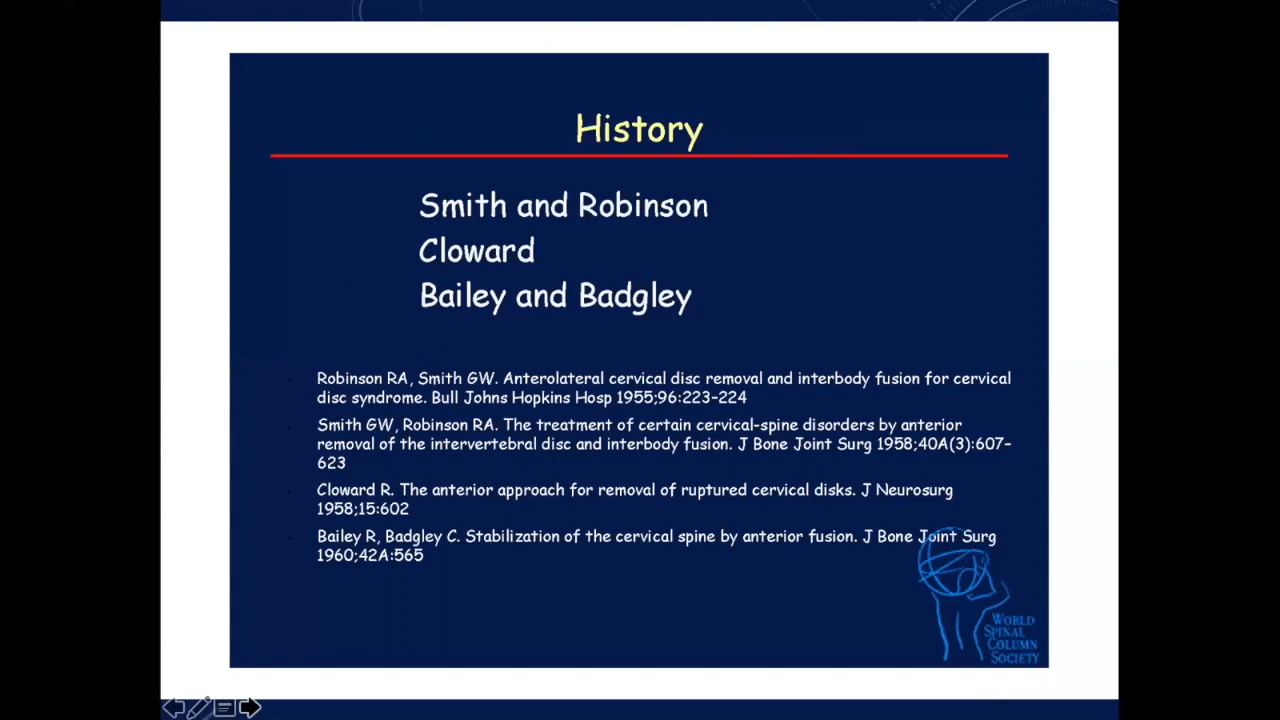 History
Smith and Robinson
Cloward
Bailey and Badgley
Robinson RA, Smith GW. Anterolateral cervical disc removal and interbody fusion for cervical
disc syndrome. Bull Johns Hopkins Hosp 1955;96:223–224
Smith GW, Robinson RA. The treatment of certain cervical-spine disorders by anterior
removal of the intervertebral disc and interbody fusion. J Bone Joint Surg 1958;40A(3):607–
623
Cloward R. The anterior approach for removal of ruptured cervical disks. J Neurosurg
1958;15:602
Bailey R, Badgley C. Stabilization of the cervical spine by anterior fusion. J Bone Joint Surg
1960;42A:565
WORLD
SPINAL
COLUMN
SOCIETY